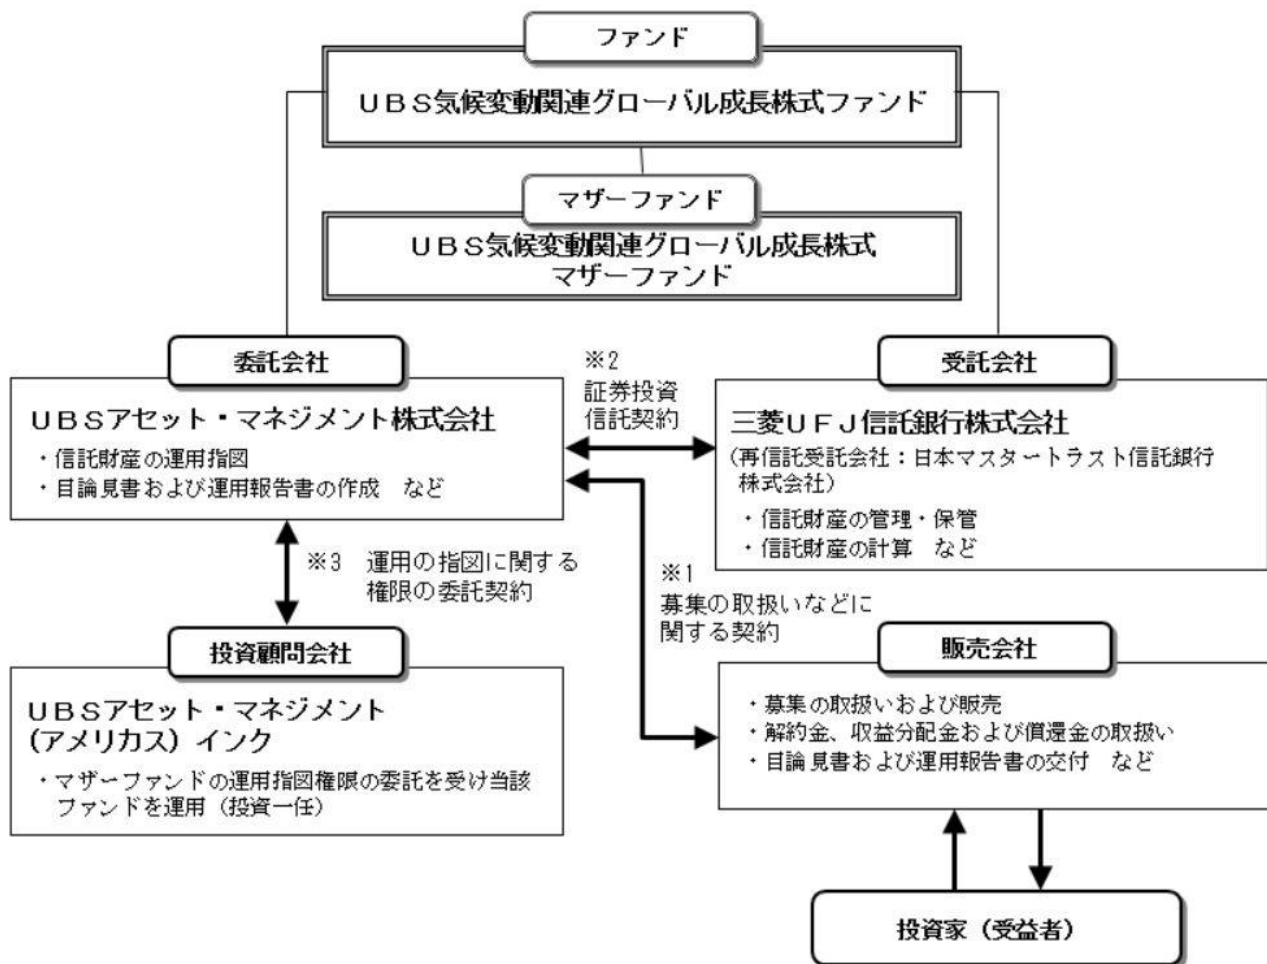 ファンド
ＵＢＳ気候変動関連グローバル成長株式ファンド
マザーファンド
ＵＢＳ気候変動関連グローバル成長株式
マザーファンド
委託会社
ＵＢＳアセット・マネジメント株式会社
・信託財産の運用指図
・目論見書および運用報告書の作成　など
※2
証券投資
信託契約
受託会社
三菱ＵＦＪ信託銀行株式会社
（再信託受託会社：日本マスタートラスト信託銀行
株式会社）
・信託財産の管理・保管
・信託財産の計算　など
※3　運用の指図に関する
権限の委託契約
※1
募集の取扱いなどに
関する契約
投資顧問会社
ＵＢＳアセット・マネジメント
（アメリカス）インク
・マザーファンドの運用指図権限の委託を受け当該
ファンドを運用（投資一任）
販売会社
・募集の取扱いおよび販売
・解約金、収益分配金および償還金の取扱い
・目論見書および運用報告書の交付　など
投資家（受益者）